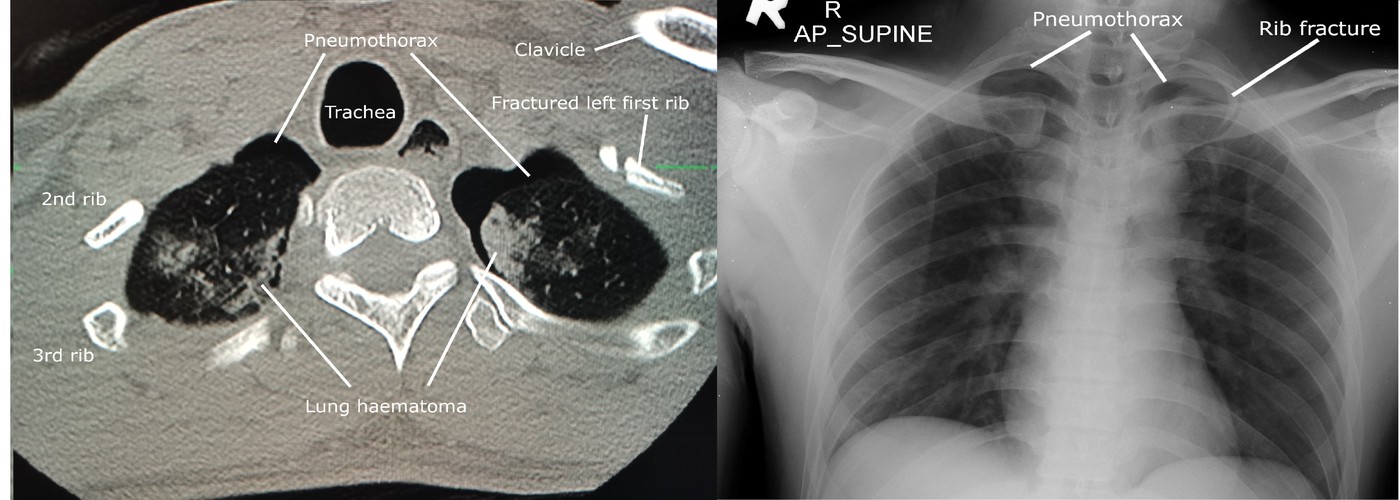 Pneumothorax
Clavicle
Trachea
Fractured left first rib
2nd rib
3rd rib
Lung haematoma
R
R
AP_SUPINE
Pneumothorax
Rib fracture